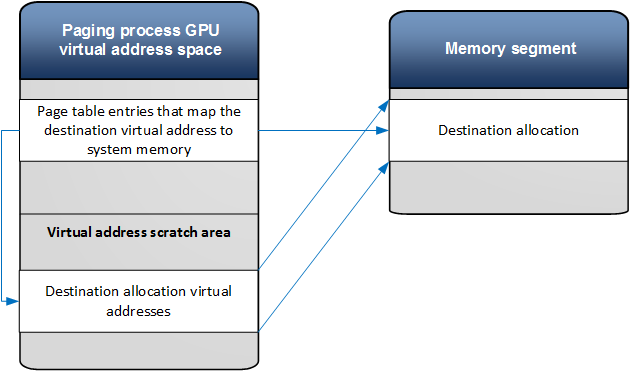 Paging process GPU
virtual address space
Memory segment
Page table entries that map the
destination virtual address to
system memory
Destination allocation
Virtual address scratch area
Destination allocation virtual
addresses